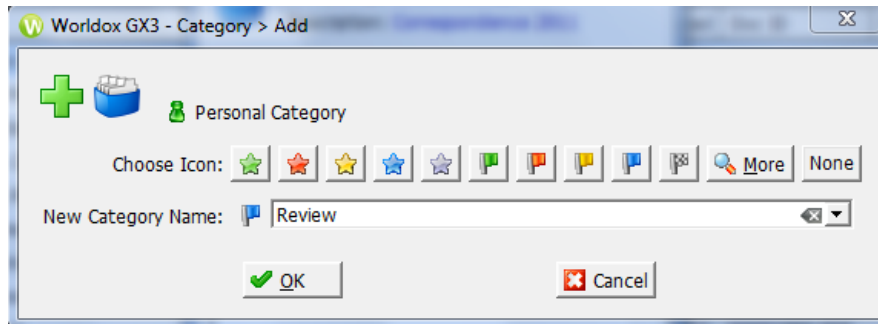 Worldox GX3 - Category > Add
Personal Category
Choose Icon: More None
New Category Name: Review
OK Cancel